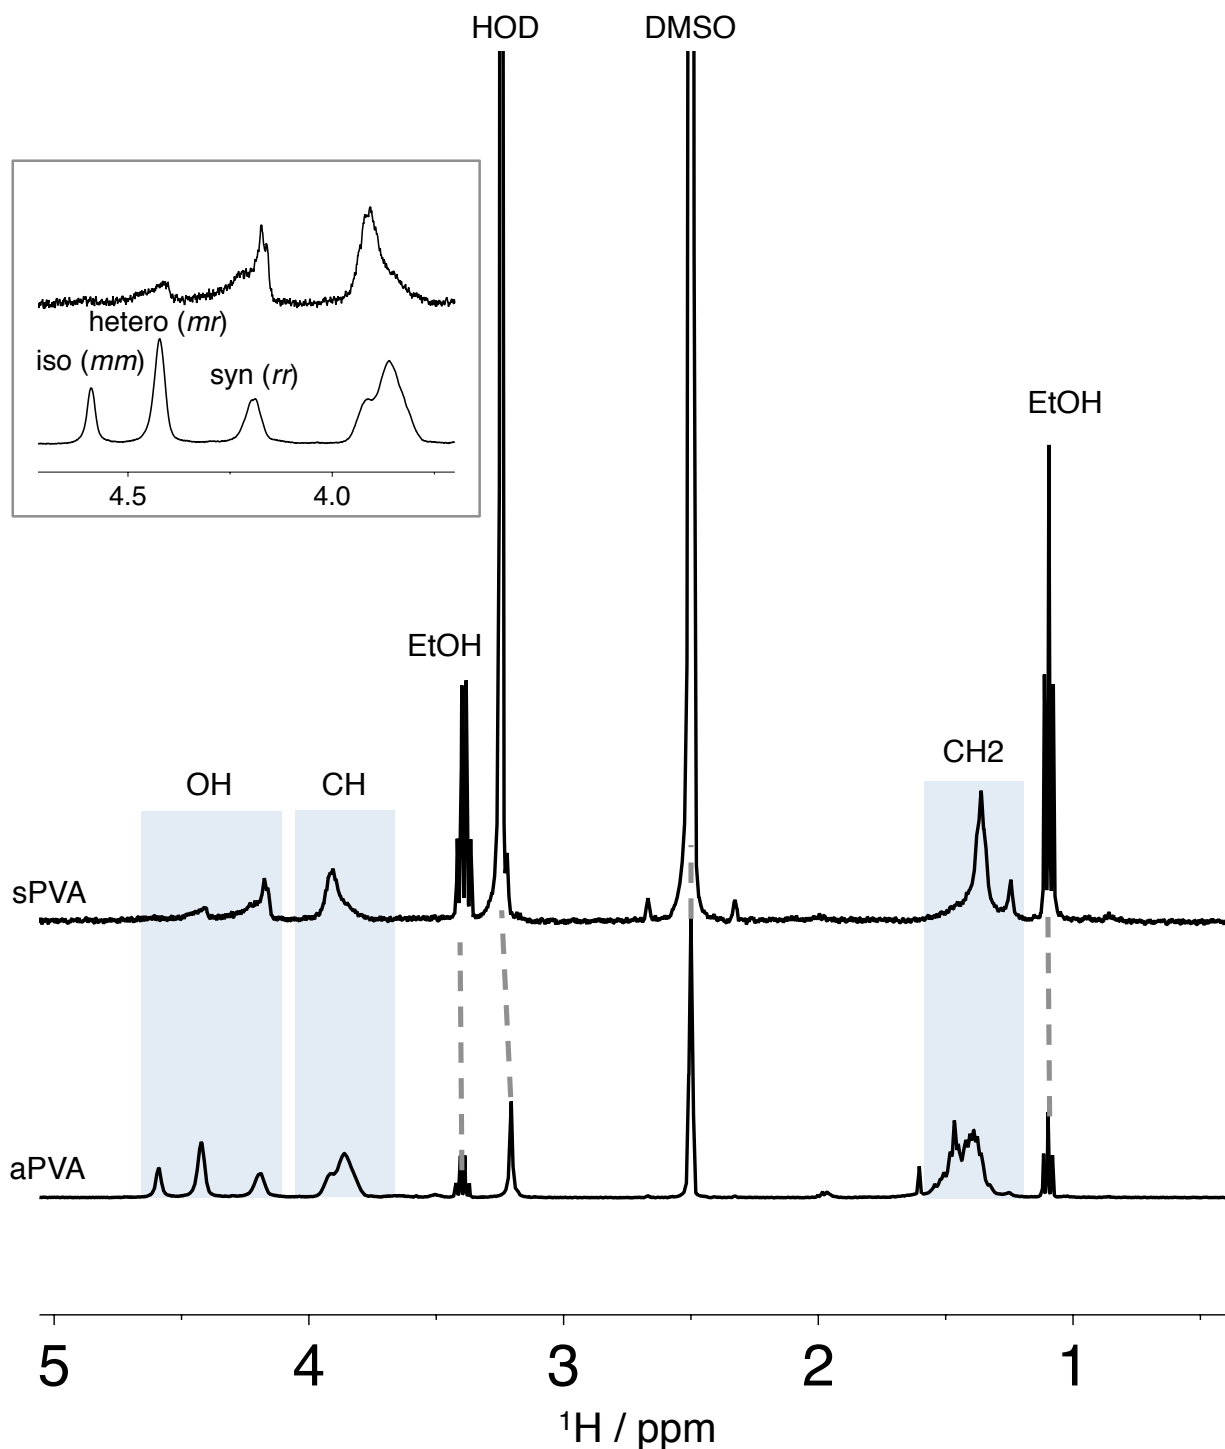 HOD DMSO
hetero (mr)
iso (mm)
syn (rr)
4.5 4.0
EtOH
EtOH
CH2
OH CH
sPVA
aPVA
5 4 3 2 1
¹H / ppm